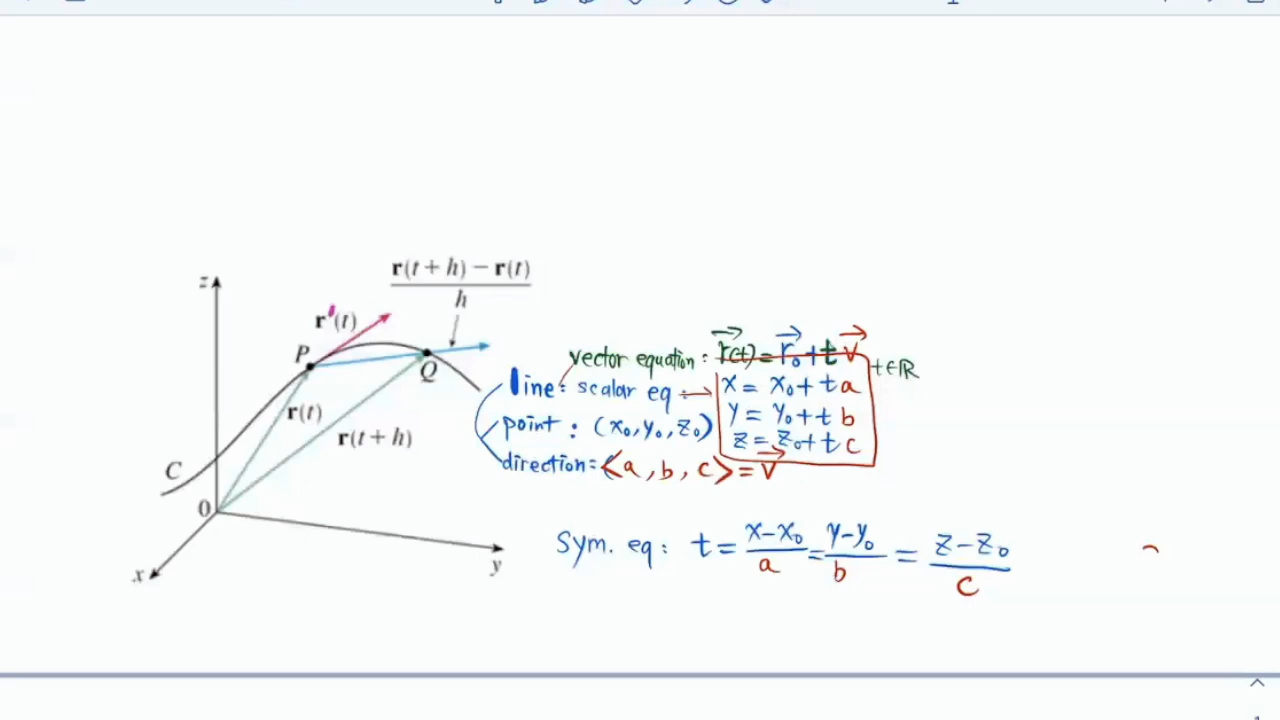 r(t + h) − r(t)
h
z
r'(t)
P
Q
r(t)
r(t + h)
C
0
x
y
vector equation : r(t) = r₀ + t v
t∈ℝ
line: scalar eq :→ x = x₀ + t a
y = y₀ + t b
z = z₀ + t c
point : (x₀, y₀, z₀)
direction = <a, b, c> = v
Sym. eq : t = x−x₀/a = y−y₀/b = z−z₀/c